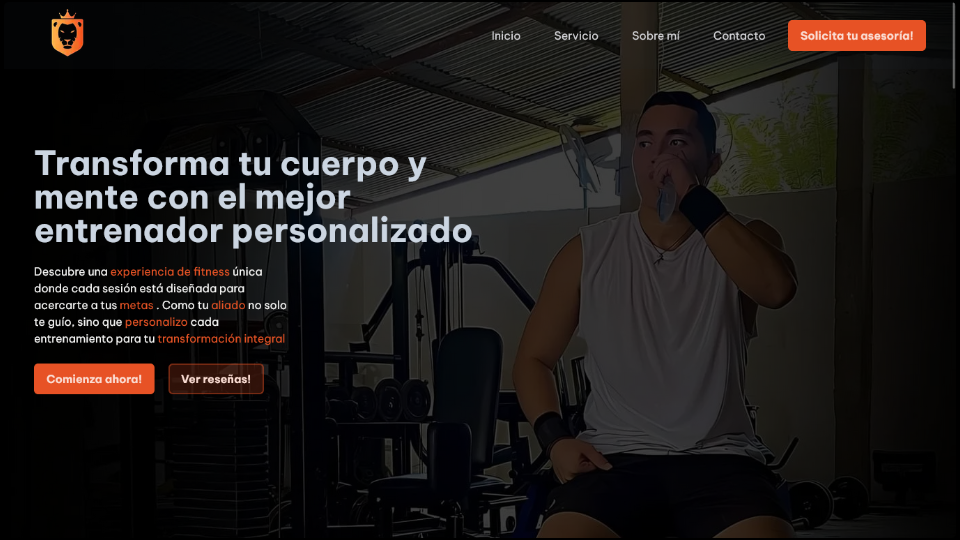 Inicio Servicio Sobre mí Contacto Solicita tu asesoría!
Transforma tu cuerpo y
mente con el mejor
entrenador personalizado
Descubre una experiencia de fitness única
donde cada sesión está diseñada para
acercarte a tus metas . Como tu aliado no solo
te guío, sino que personalizo cada
entrenamiento para tu transformación integral
Comienza ahora! Ver reseñas!